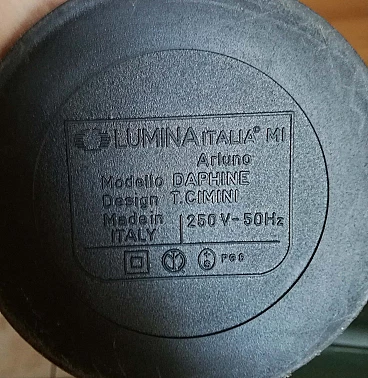 LUMINA ITALIA® MI
Arluno
Modello DAPHINE
Design T.CIMINI
Made in ITALY
250 V-50Hz